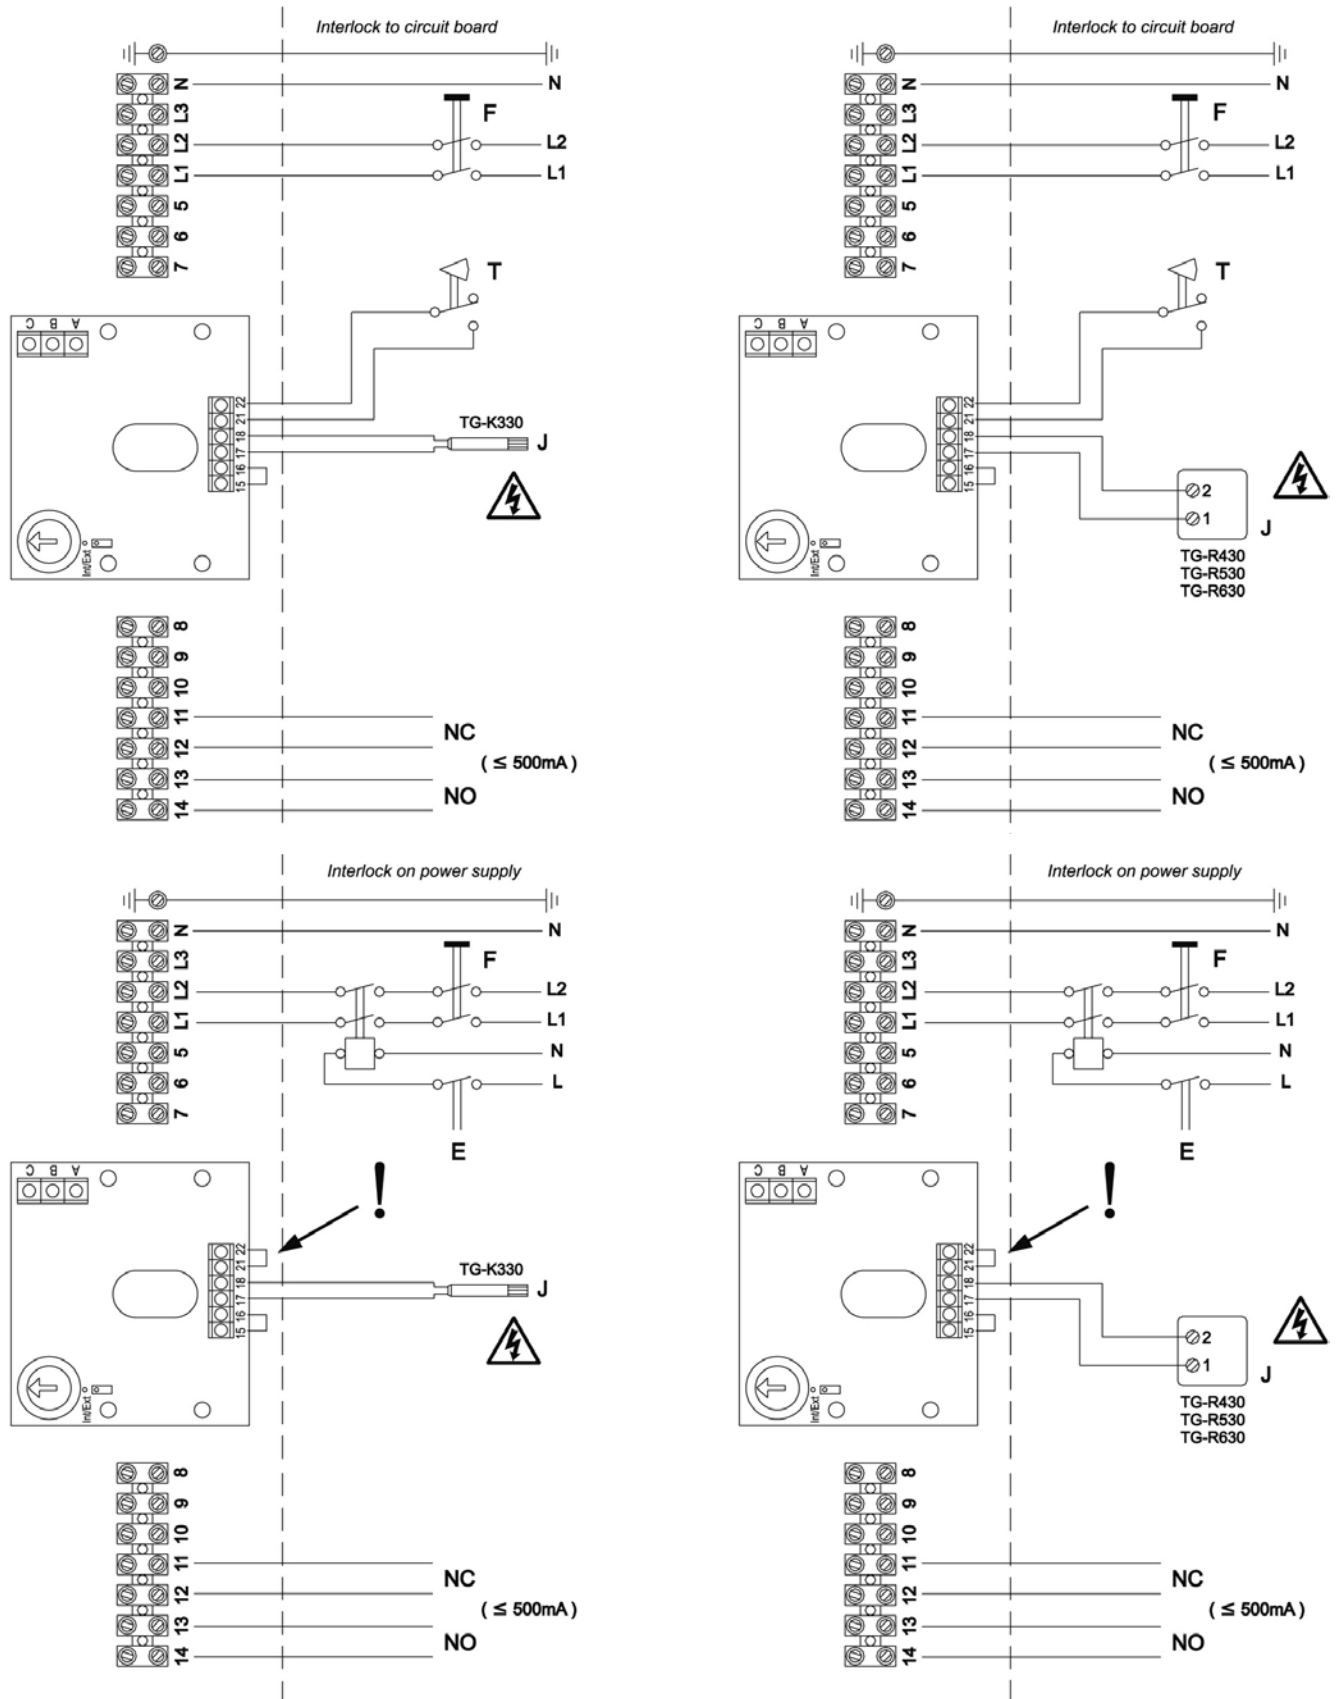 Interlock to circuit board
N
N
L3
F
L2
L2
L1
L1
5
6
7
T
C B A
22
21
18
17
16
15
TG-K330
J
Int/Ext
8
9
10
11
NC
12
( ≤ 500mA )
13
NO
14
Interlock to circuit board
N
N
L3
F
L2
L2
L1
L1
5
6
7
T
C B A
22
21
18
17
16
15
2
1
J
TG-R430
TG-R530
TG-R630
Int/Ext
8
9
10
11
NC
12
( ≤ 500mA )
13
NO
14
Interlock on power supply
N
N
L3
F
L2
L2
L1
L1
5
N
6
L
7
E
!
C B A
22
21
18
17
16
15
TG-K330
J
Int/Ext
8
9
10
11
NC
12
( ≤ 500mA )
13
NO
14
Interlock on power supply
N
N
L3
F
L2
L2
L1
L1
5
N
6
L
7
E
!
C B A
22
21
18
17
16
15
2
1
J
TG-R430
TG-R530
TG-R630
Int/Ext
8
9
10
11
NC
12
( ≤ 500mA )
13
NO
14